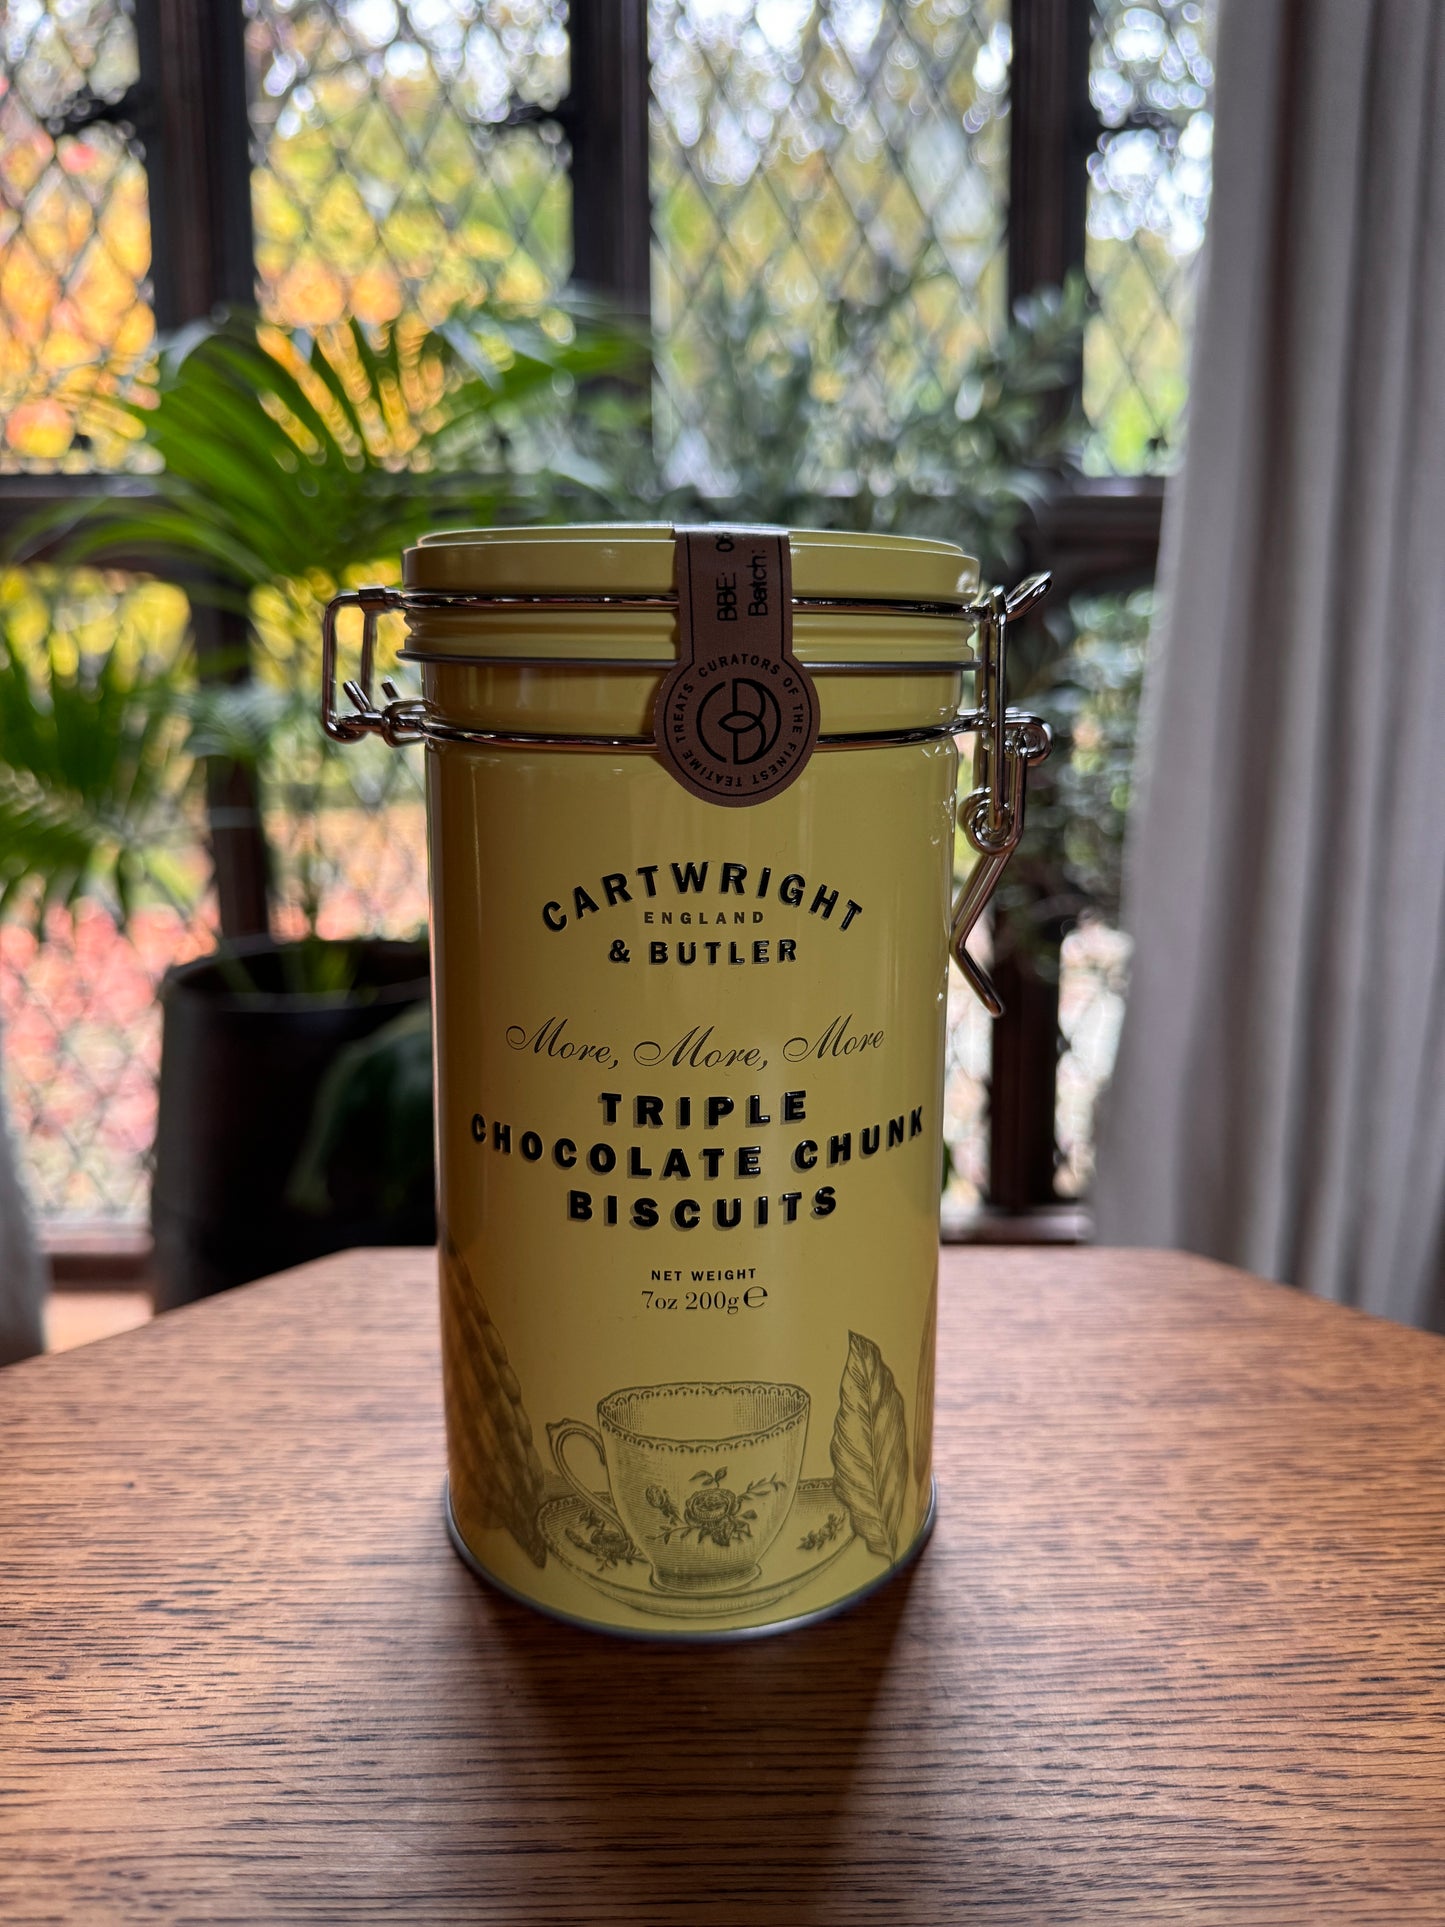 BBE: 06
Batch:
CURATORS OF THE FINEST TEATIME TREATS
CARTWRIGHT
ENGLAND
& BUTLER
More, More, More
TRIPLE
CHOCOLATE CHUNK
BISCUITS
NET WEIGHT
7oz 200g℮